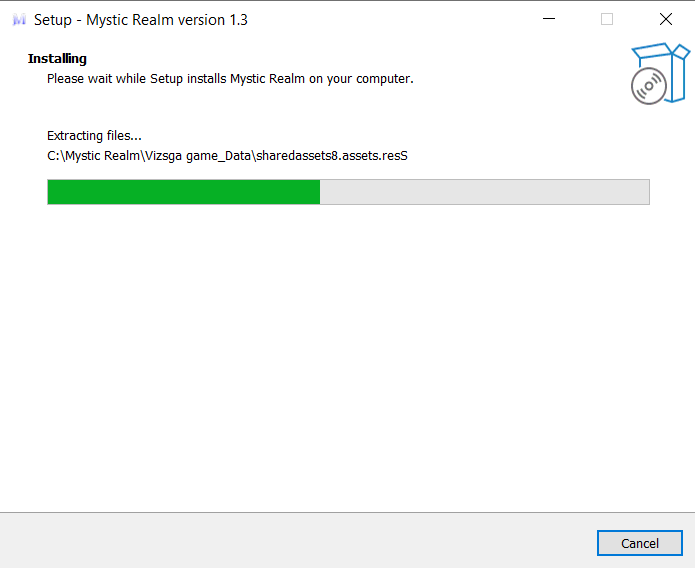 M Setup - Mystic Realm version 1.3
Installing
Please wait while Setup installs Mystic Realm on your computer.
Extracting files...
C:\Mystic Realm\Vizsga game_Data\sharedassets8.assets.resS
Cancel